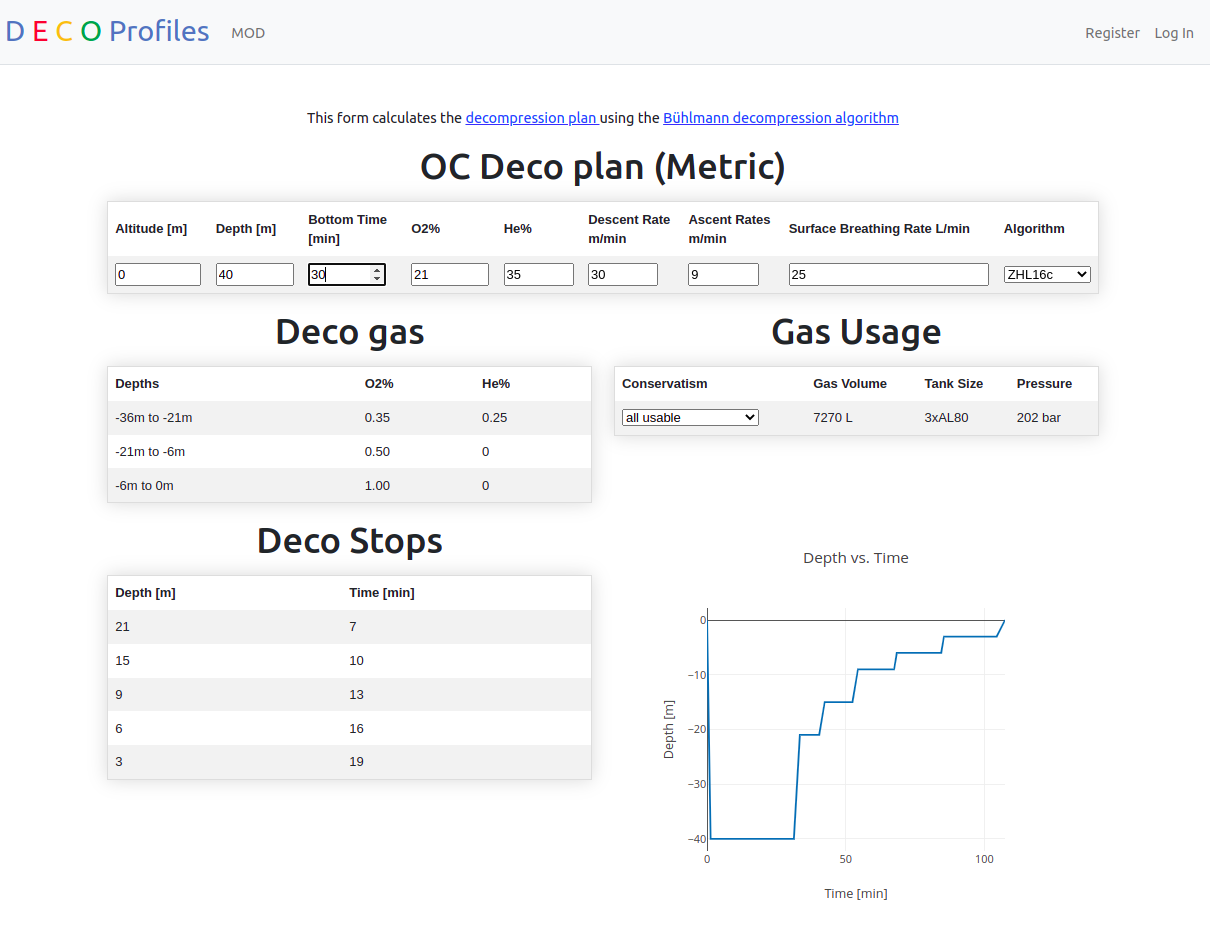 DECO Profiles MOD Register Log In
This form calculates the decompression plan using the Bühlmann decompression algorithm
OC Deco plan (Metric)
Altitude [m] Depth [m] Bottom Time [min] O2% He% Descent Rate m/min Ascent Rates m/min Surface Breathing Rate L/min Algorithm
0 40 30 21 35 30 9 25 ZHL16c
Deco gas
Depths O2% He%
-36m to -21m 0.35 0.25
-21m to -6m 0.50 0
-6m to 0m 1.00 0
Gas Usage
Conservatism Gas Volume Tank Size Pressure
all usable 7270 L 3xAL80 202 bar
Deco Stops
Depth [m] Time [min]
21 7
15 10
9 13
6 16
3 19
Depth vs. Time
0
−10
−20
−30
−40
Depth [m]
0 50 100
Time [min]